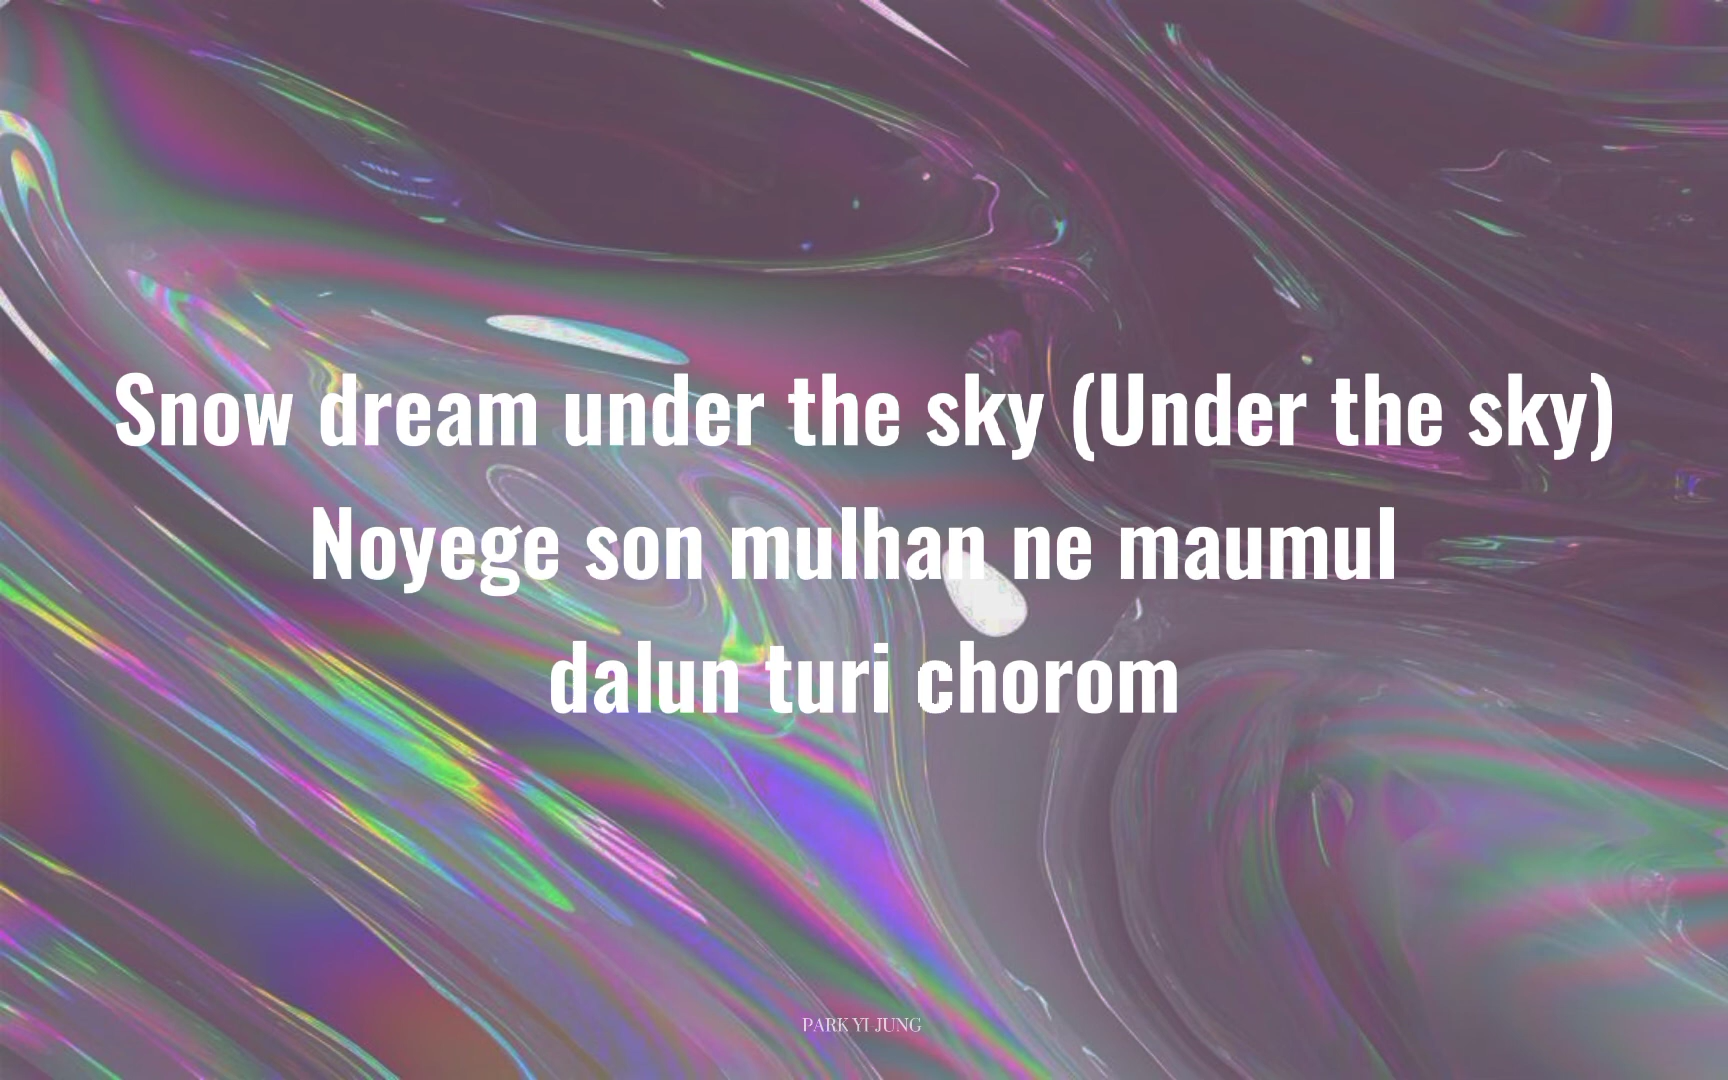 Snow dream under the sky (Under the sky)
Noyege son mulhan ne maumul
dalun turi chorom
PARK YI JUNG